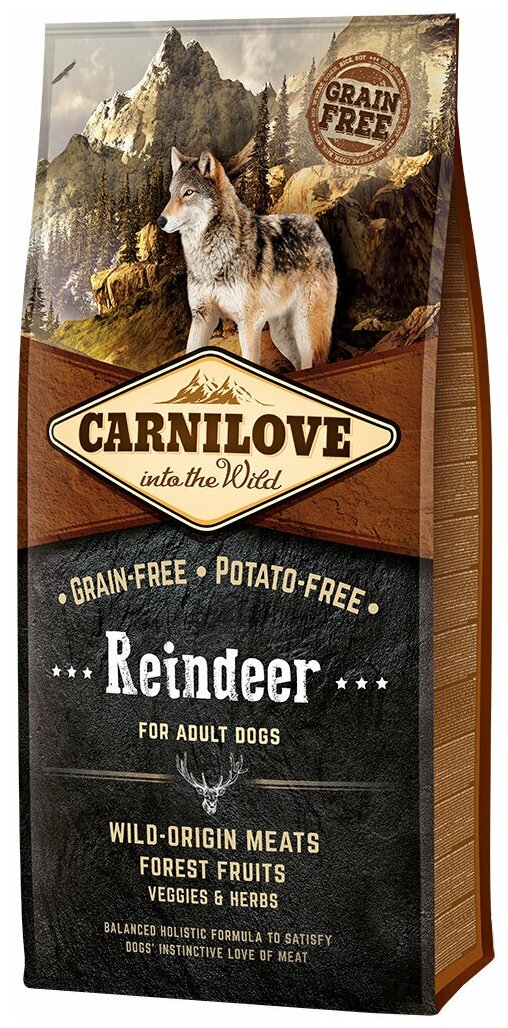 GRAIN
FREE
CARNILOVE
into the Wild
• GRAIN-FREE • POTATO-FREE •
Reindeer
FOR ADULT DOGS
WILD-ORIGIN MEATS
FOREST FRUITS
VEGGIES & HERBS
BALANCED HOLISTIC FORMULA TO SATISFY
DOGS' INSTINCTIVE LOVE OF MEAT